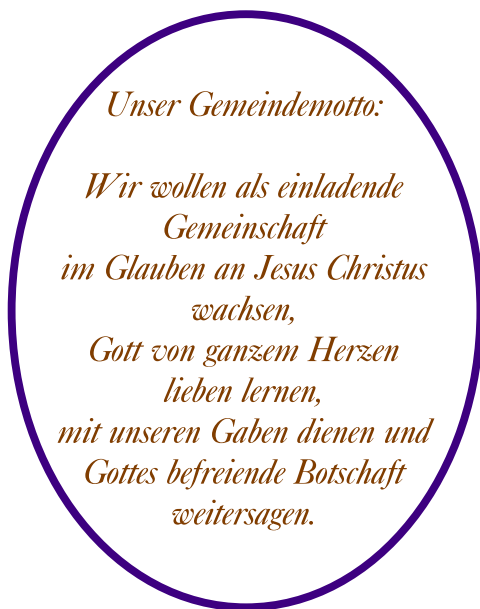 Unser Gemeindemotto:
Wir wollen als einladende
Gemeinschaft
im Glauben an Jesus Christus
wachsen,
Gott von ganzem Herzen
lieben lernen,
mit unseren Gaben dienen und
Gottes befreiende Botschaft
weitersagen.